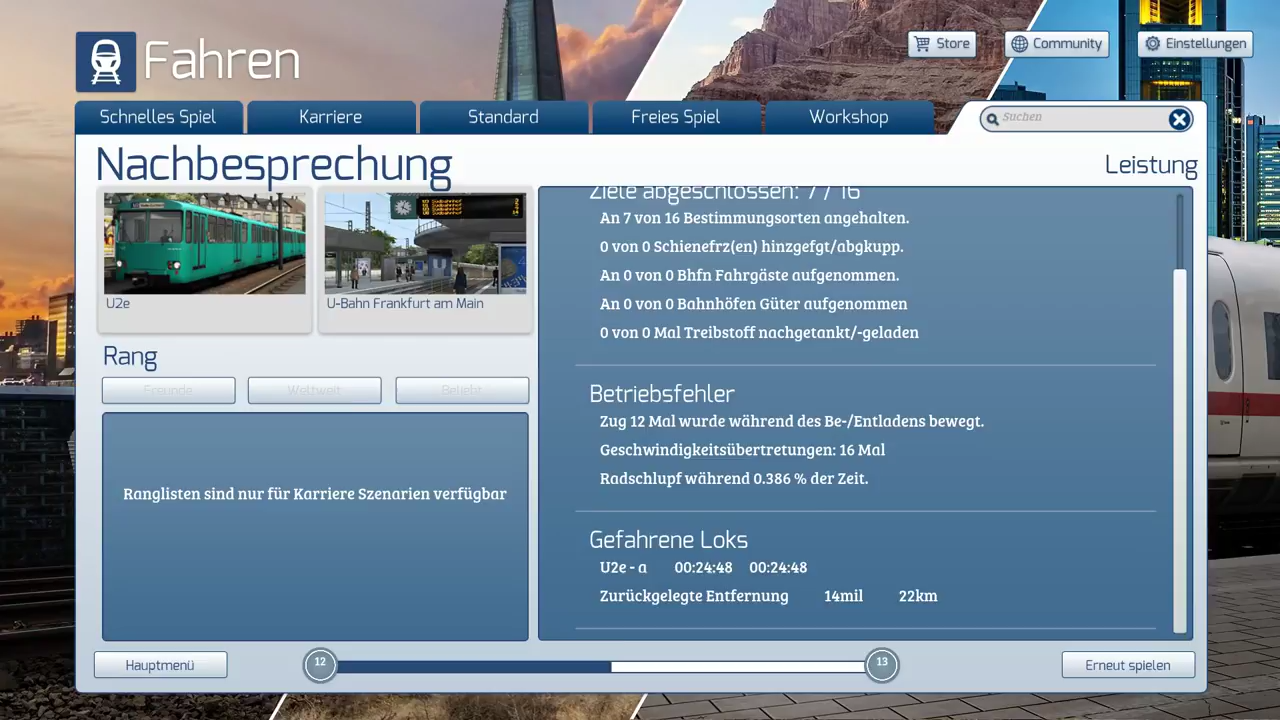 Fahren
Store
Community
Einstellungen
Schnelles Spiel
Karriere
Standard
Freies Spiel
Workshop
Suchen
Nachbesprechung
Leistung
U2e
U-Bahn Frankfurt am Main
Rang
Freunde
Weltweit
Beliebt
Ranglisten sind nur für Karriere Szenarien verfügbar
Ziele abgeschlossen: 7 / 16
An 7 von 16 Bestimmungsorten angehalten.
0 von 0 Schienefrz(en) hinzgefgt/abgkupp.
An 0 von 0 Bhfn Fahrgäste aufgenommen.
An 0 von 0 Bahnhöfen Güter aufgenommen
0 von 0 Mal Treibstoff nachgetankt/-geladen
Betriebsfehler
Zug 12 Mal wurde während des Be-/Entladens bewegt.
Geschwindigkeitsübertretungen: 16 Mal
Radschlupf während 0.386 % der Zeit.
Gefahrene Loks
U2e - a 00:24:48 00:24:48
Zurückgelegte Entfernung 14mil 22km
Hauptmenü
12
13
Erneut spielen